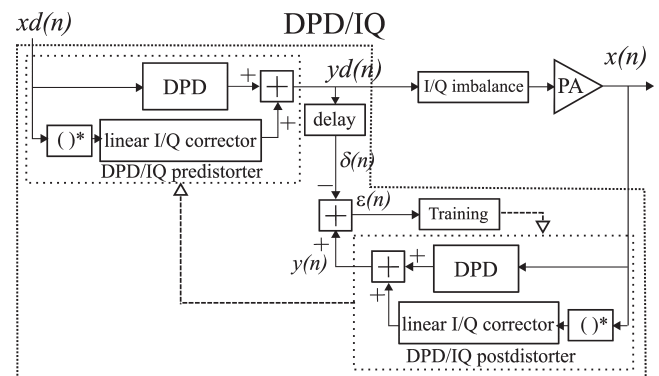 xd(n)
DPD/IQ
x(n)
DPD
+
+
yd(n)
I/Q imbalance
PA
( )*
linear I/Q corrector
+
delay
DPD/IQ predistorter
δ(n)
−
+
ε(n)
Training
+
y(n)
+
+
DPD
+
linear I/Q corrector
( )*
DPD/IQ postdistorter